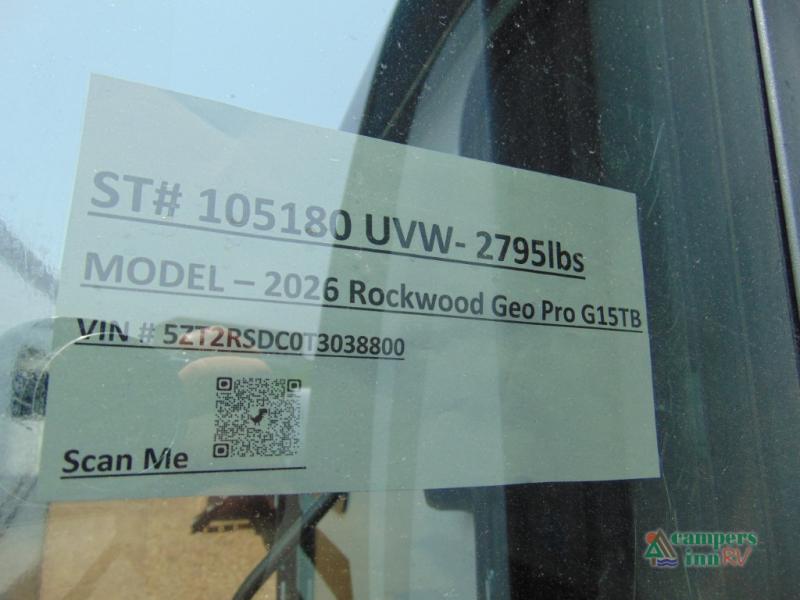 ST# 105180 UVW- 2795lbs
MODEL – 2026 Rockwood Geo Pro G15TB
VIN # 5ZT2RSDC0T3038800
Scan Me
campers
inn RV